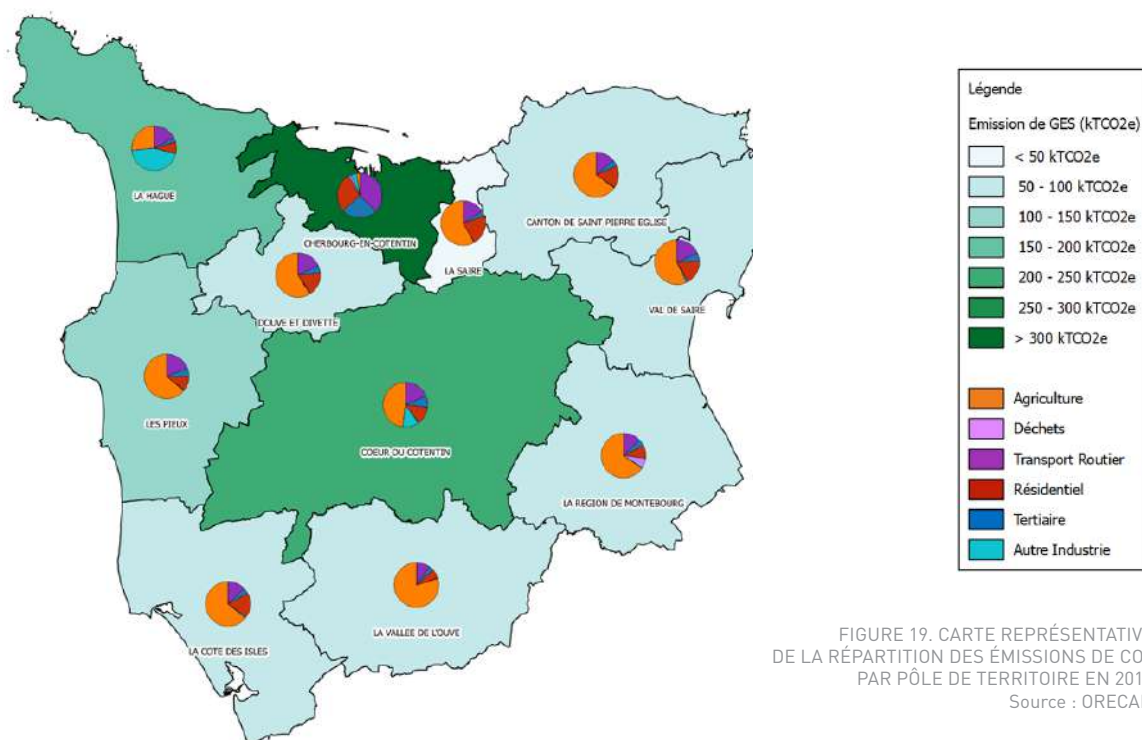 LA HAGUE
CHERBOURG-EN-COTENTIN
LA SAIRE
CANTON DE SAINT PIERRE EGLISE
VAL DE SAIRE
DOUVE ET DIVETTE
LES PIEUX
COEUR DU COTENTIN
LA REGION DE MONTEBOURG
LA COTE DES ISLES
LA VALLEE DE L'OUVE
Légende
Emission de GES (kTCO2e)
< 50 kTCO2e
50 - 100 kTCO2e
100 - 150 kTCO2e
150 - 200 kTCO2e
200 - 250 kTCO2e
250 - 300 kTCO2e
> 300 kTCO2e
Agriculture
Déchets
Transport Routier
Résidentiel
Tertiaire
Autre Industrie
FIGURE 19. CARTE
DE LA RÉPARTITION DES ÉMISSIONS DE
PAR PÔLE DE TERRITOIRE EN
Source :